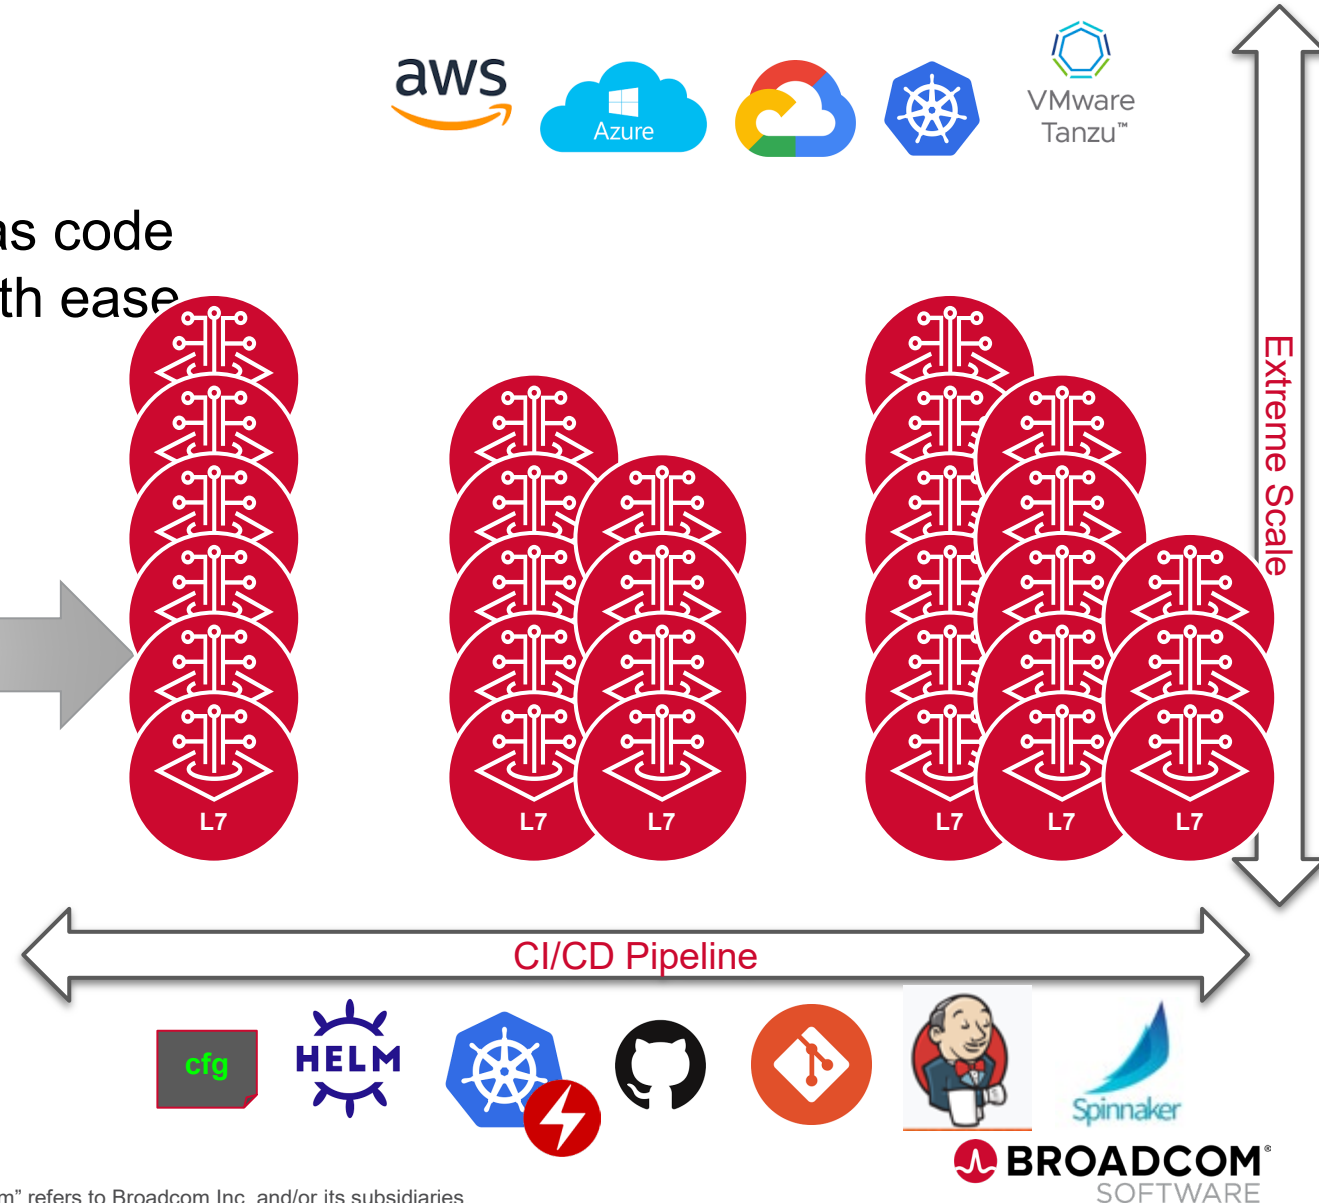 aws
Azure
VMware
Tanzu™
as code
th ease
Extreme Scale
L7
L7
L7
L7
L7
L7
CI/CD Pipeline
cfg
HELM
Spinnaker
BROADCOM®
SOFTWARE
m” refers to Broadcom Inc. and/or its subsidiaries